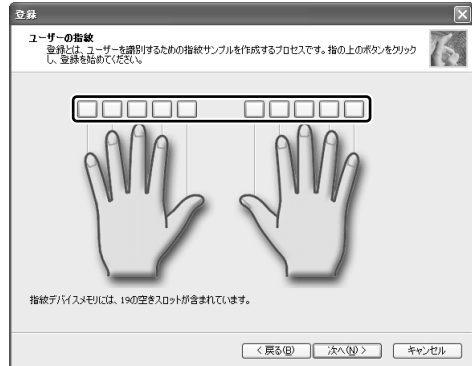 登録
ユーザーの指紋
登録とは、ユーザーを識別するための指紋サンプルを作成するプロセスです。指の上のボタンをクリック
し、登録を始めてください。
指紋デバイスメモリには、19の空きスロットが含まれています。
< 戻る(B)
次へ(N) >
キャンセル